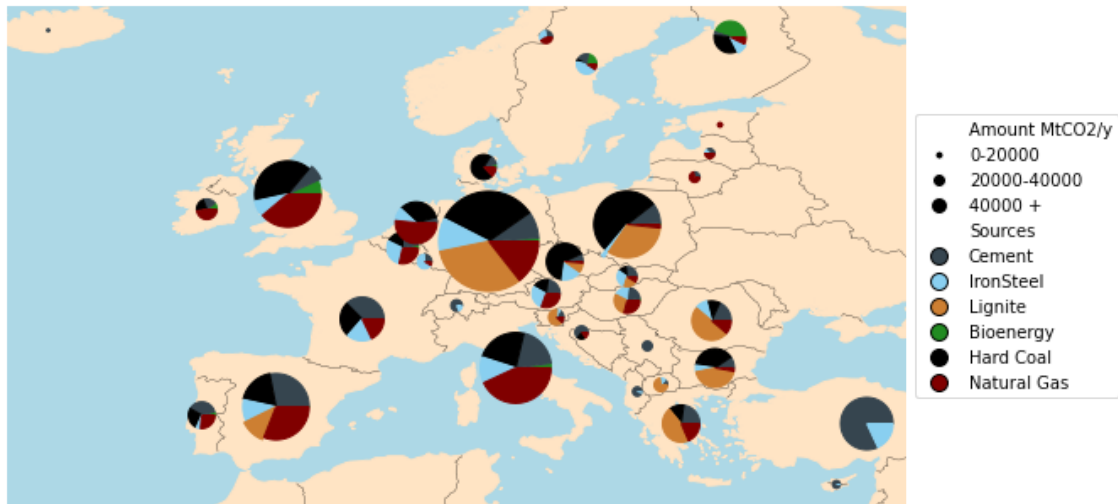 Amount MtCO2/y
0-20000
20000-40000
40000 +
Sources
Cement
IronSteel
Lignite
Bioenergy
Hard Coal
Natural Gas